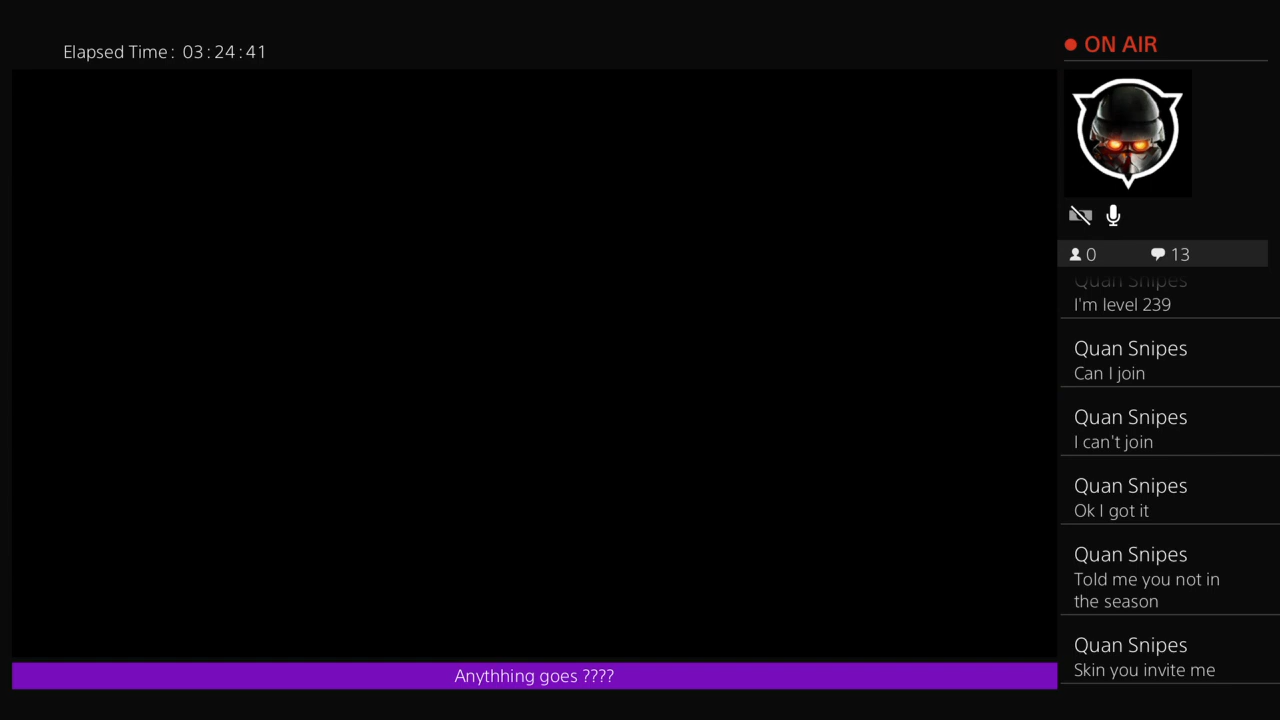 Elapsed Time: 03:24:41
ON AIR
0 13
Quan Snipes
I'm level 239
Quan Snipes
Can I join
Quan Snipes
I can't join
Quan Snipes
Ok I got it
Quan Snipes
Told me you not in
the season
Quan Snipes
Skin you invite me
Anythhing goes ????